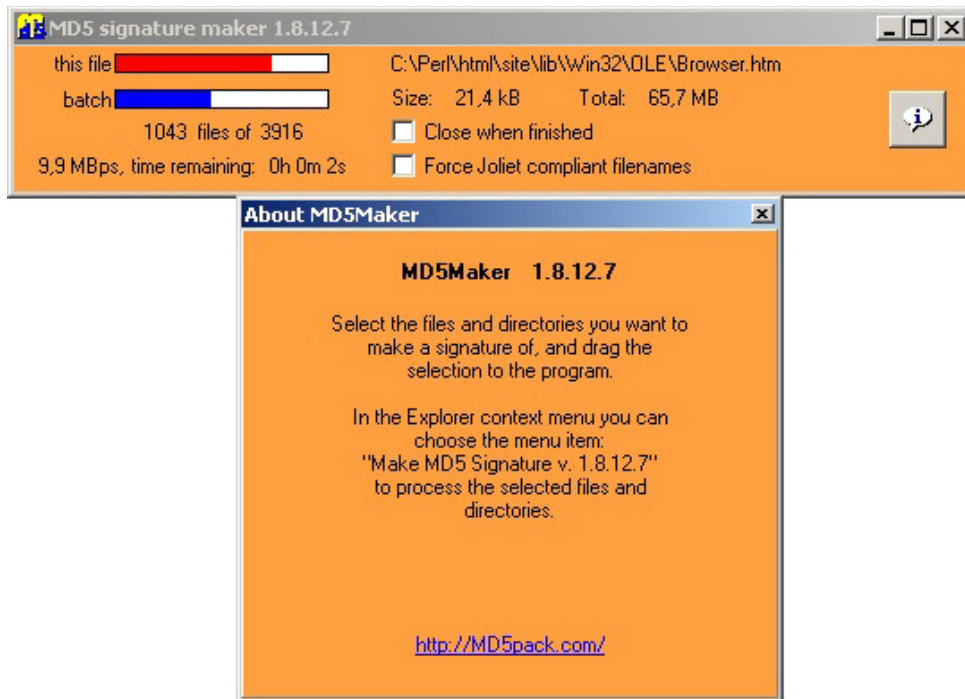 MD5 signature maker 1.8.12.7
this file
C:\Perl\html\site\lib\Win32\OLE\Browser.htm
batch
Size: 21,4 kB Total: 65,7 MB
1043 files of 3916
Close when finished
9,9 MBps, time remaining: 0h 0m 2s
Force Joliet compliant filenames
About MD5Maker
MD5Maker 1.8.12.7
Select the files and directories you want to
make a signature of, and drag the
selection to the program.
In the Explorer context menu you can
choose the menu item:
"Make MD5 Signature v. 1.8.12.7"
to process the selected files and
directories.
http://MD5pack.com/